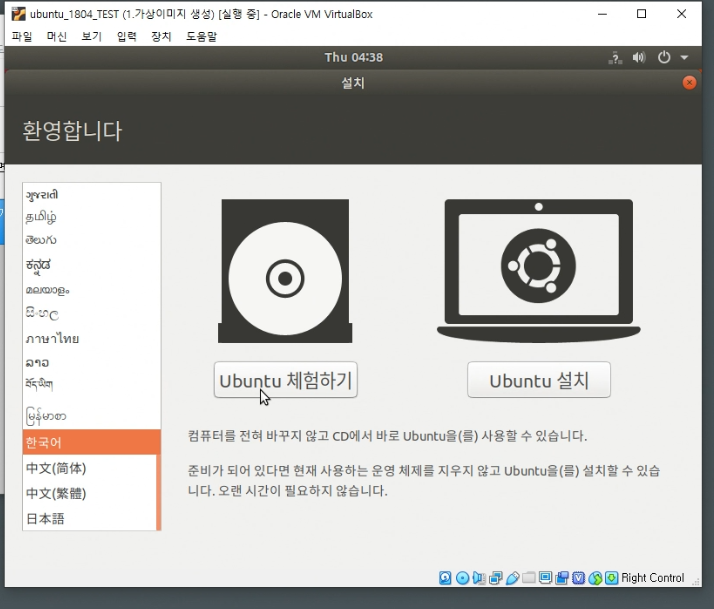 ubuntu_1804_TEST (1.가상이미지 생성) [실행 중] - Oracle VM VirtualBox
파일 머신 보기 입력 장치 도움말
Thu 04:38
설치
환영합니다
ગુજરાતી
தமிழ்
తెలుగు
ಕನ್ನಡ
മലയാളം
සිංහල
ภาษาไทย
ລາວ
བོད་ཡིག
မြန်မာစာ
한국어
中文(简体)
中文(繁體)
日本語
Ubuntu 체험하기
Ubuntu 설치
컴퓨터를 전혀 바꾸지 않고 CD에서 바로 Ubuntu을(를) 사용할 수 있습니다.
준비가 되어 있다면 현재 사용하는 운영 체제를 지우지 않고 Ubuntu을(를) 설치할 수 있습
니다. 오랜 시간이 필요하지 않습니다.
Right Control